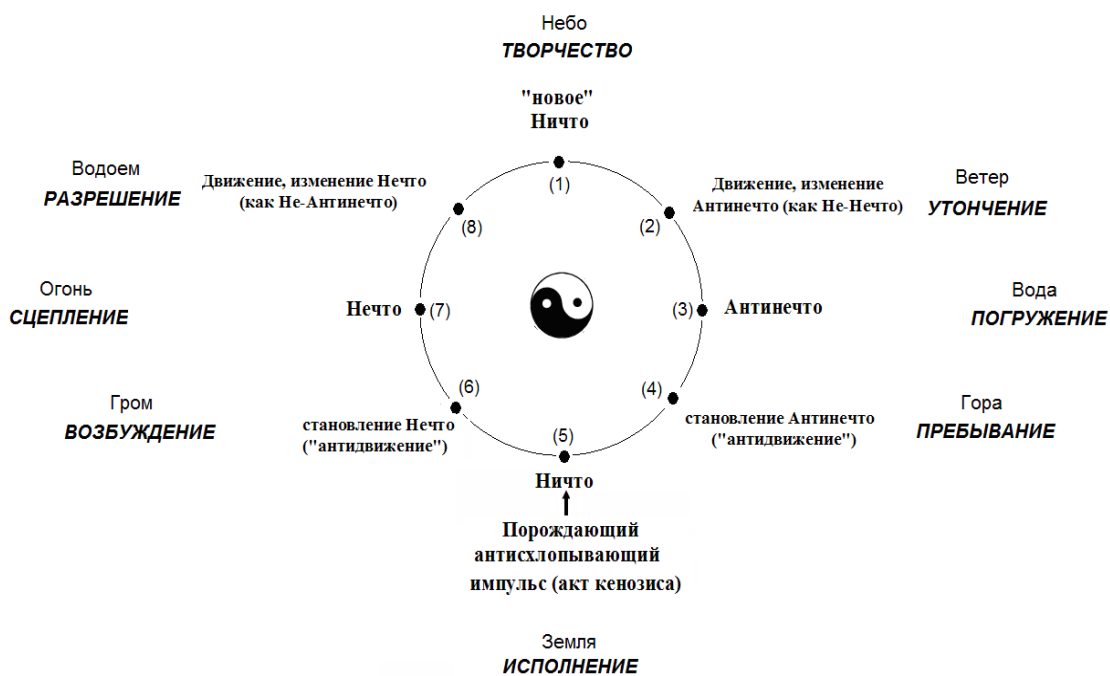 Небо
ТВОРЧЕСТВО
"новое"
Ничто
(1)
Водоем
РАЗРЕШЕНИЕ
Движение, изменение Нечто
(как Не-Антинечто)
(8)
Движение, изменение
Антинечто (как Не-Нечто)
(2)
Ветер
УТОНЧЕНИЕ
Огонь
СЦЕПЛЕНИЕ
Нечто
(7)
(3)
Антинечто
Вода
ПОГРУЖЕНИЕ
Гром
ВОЗБУЖДЕНИЕ
(6)
становление Нечто
("антидвижение")
(4)
становление Антинечто
("антидвижение")
Гора
ПРЕБЫВАНИЕ
(5)
Ничто
Порождающий
антисхлопывающий
импульс (акт кенозиса)
Земля
ИСПОЛНЕНИЕ